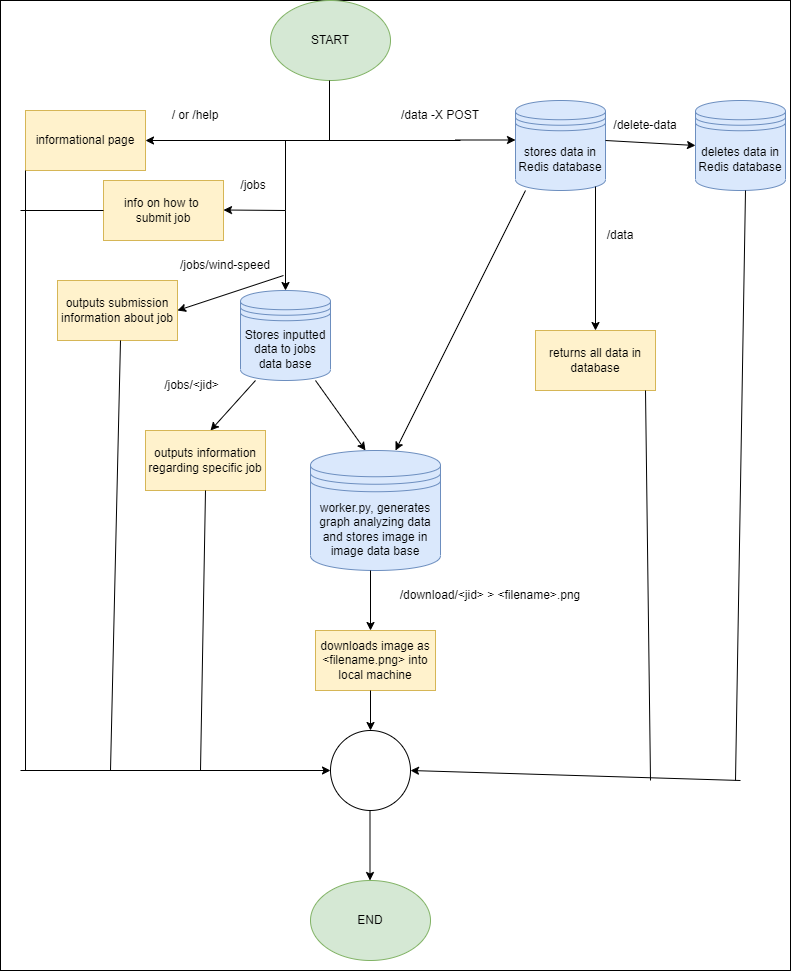 START
/ or /help
/data -X POST
/delete-data
informational page
stores data in
Redis database
deletes data in
Redis database
/jobs
info on how to
submit job
/data
/jobs/wind-speed
outputs submission
information about job
Stores inputted
data to jobs
data base
returns all data in
database
/jobs/<jid>
outputs information
regarding specific job
worker.py, generates
graph analyzing data
and stores image in
image data base
/download/<jid> > <filename>.png
downloads image as
<filename.png> into
local machine
END